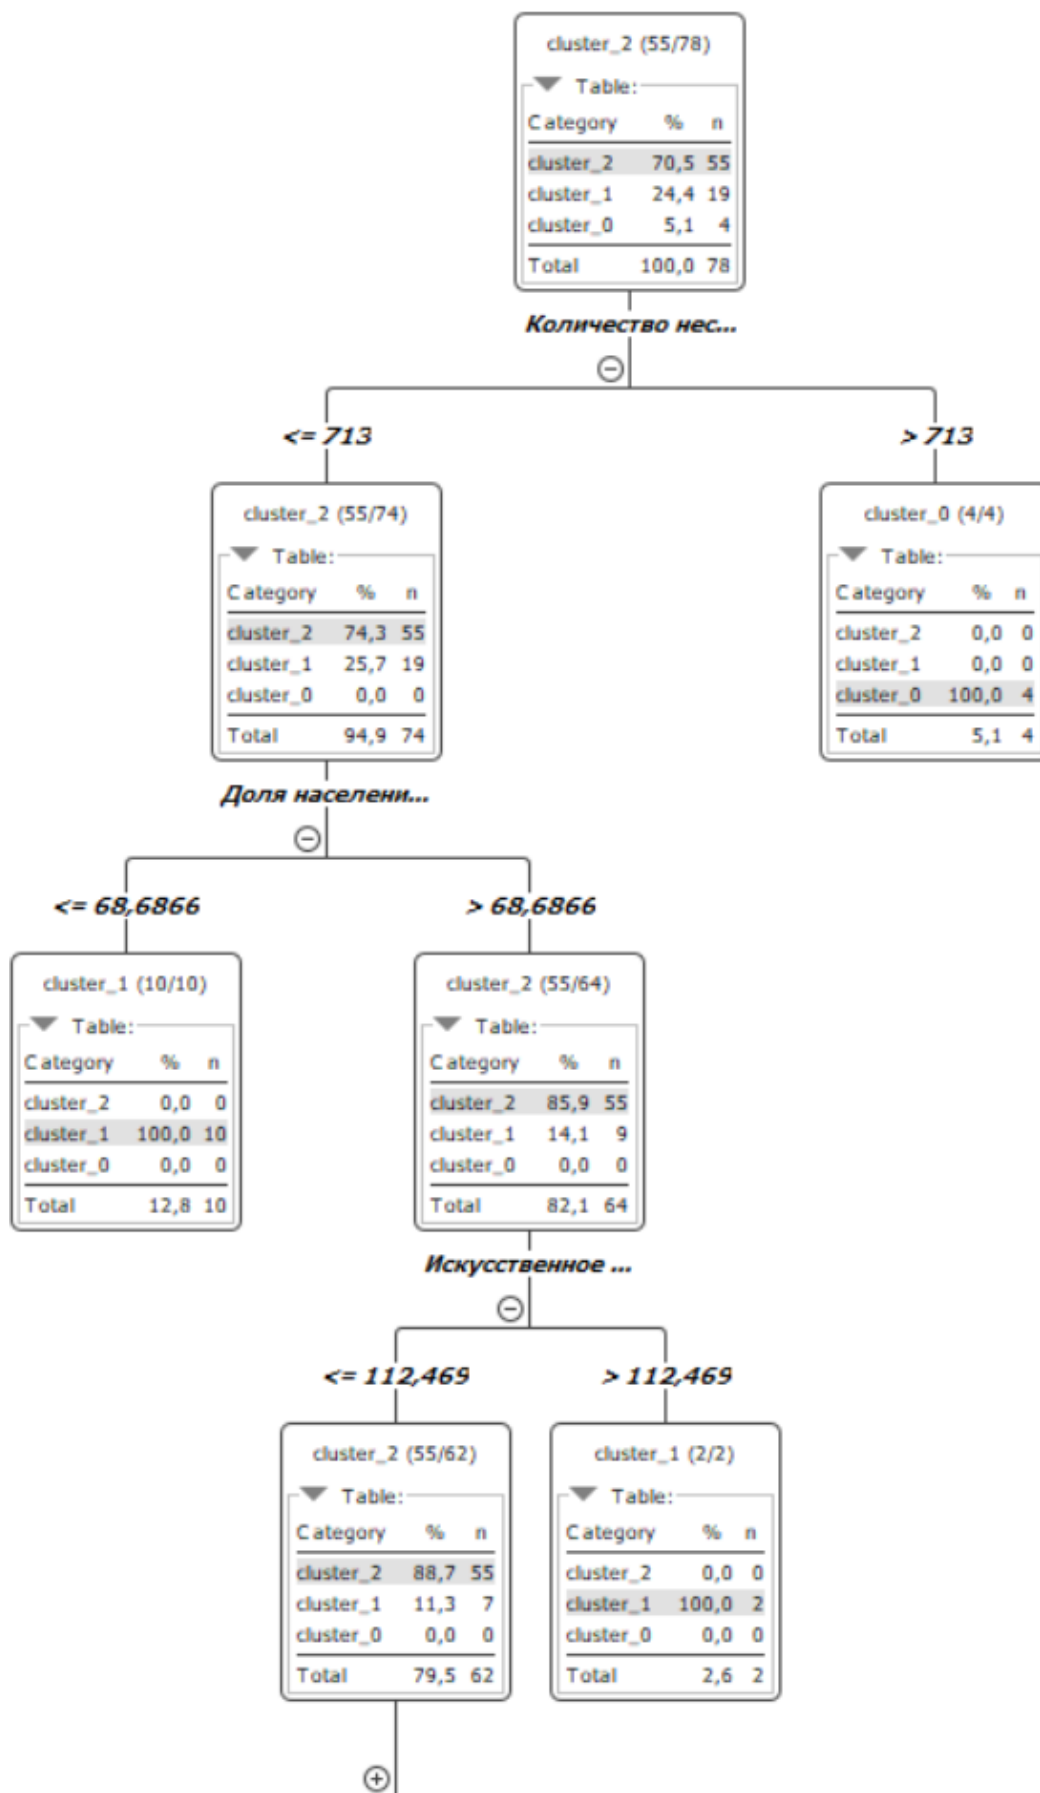 cluster_2 (55/78)
Table:
Category % n
cluster_2 70,5 55
cluster_1 24,4 19
cluster_0 5,1 4
Total 100,0 78
Количество нес...
<= 713
> 713
cluster_2 (55/74)
Table:
Category % n
cluster_2 74,3 55
cluster_1 25,7 19
cluster_0 0,0 0
Total 94,9 74
cluster_0 (4/4)
Table:
Category % n
cluster_2 0,0 0
cluster_1 0,0 0
cluster_0 100,0 4
Total 5,1 4
Доля населени...
<= 68,6866
> 68,6866
cluster_1 (10/10)
Table:
Category % n
cluster_2 0,0 0
cluster_1 100,0 10
cluster_0 0,0 0
Total 12,8 10
cluster_2 (55/64)
Table:
Category % n
cluster_2 85,9 55
cluster_1 14,1 9
cluster_0 0,0 0
Total 82,1 64
Искусственное ...
<= 112,469
> 112,469
cluster_2 (55/62)
Table:
Category % n
cluster_2 88,7 55
cluster_1 11,3 7
cluster_0 0,0 0
Total 79,5 62
cluster_1 (2/2)
Table:
Category % n
cluster_2 0,0 0
cluster_1 100,0 2
cluster_0 0,0 0
Total 2,6 2